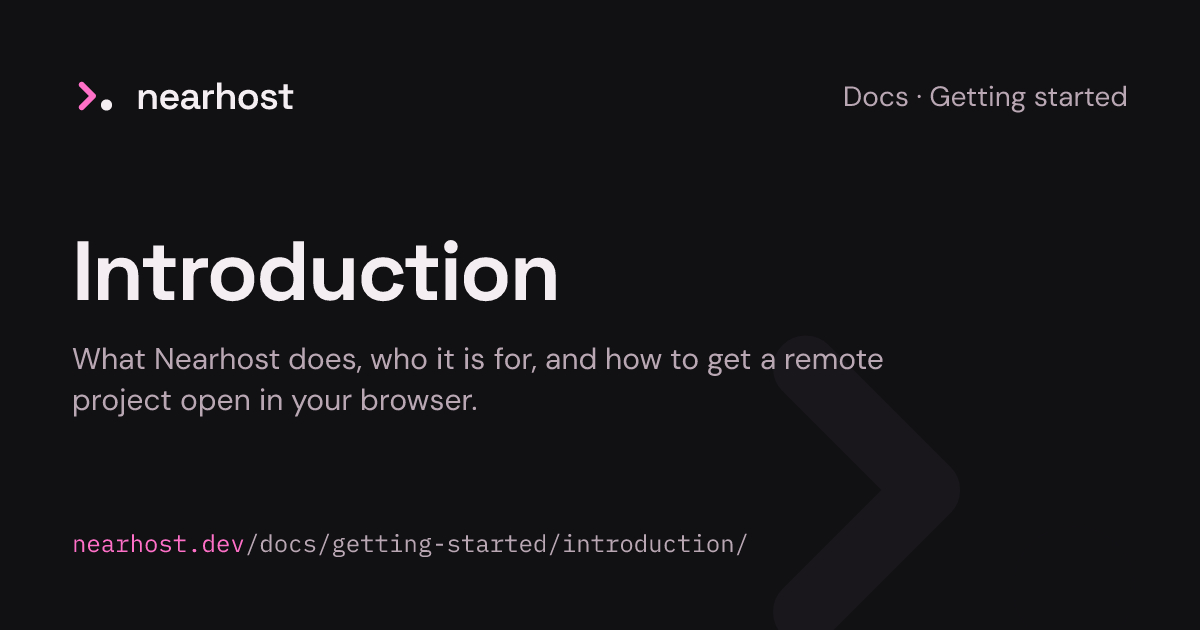 nearhost
Docs · Getting started
Introduction
What Nearhost does, who it is for, and how to get a remote
project open in your browser.
nearhost.dev/docs/getting-started/introduction/